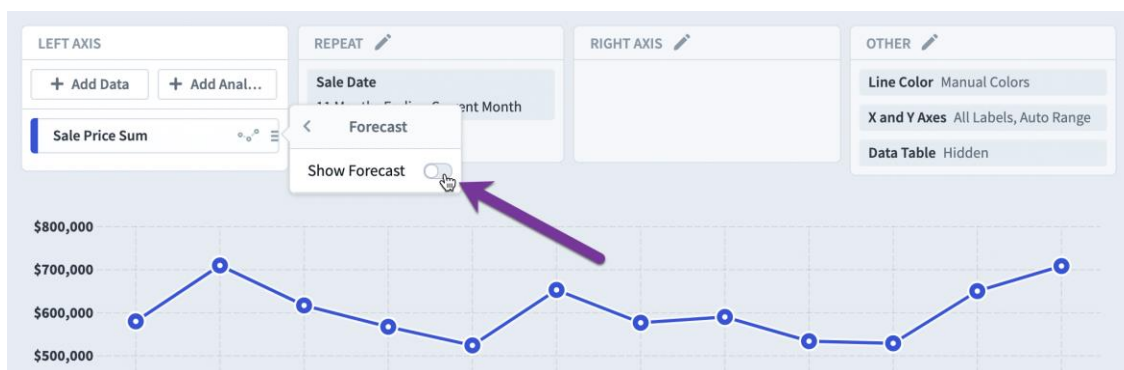 LEFT AXIS
+ Add Data
+ Add Anal...
Sale Price Sum
REPEAT
Sale Date
Current Month
Forecast
Show Forecast
RIGHT AXIS
OTHER
Line Color Manual Colors
X and Y Axes All Labels, Auto Range
Data Table Hidden
$800,000
$700,000
$600,000
$500,000